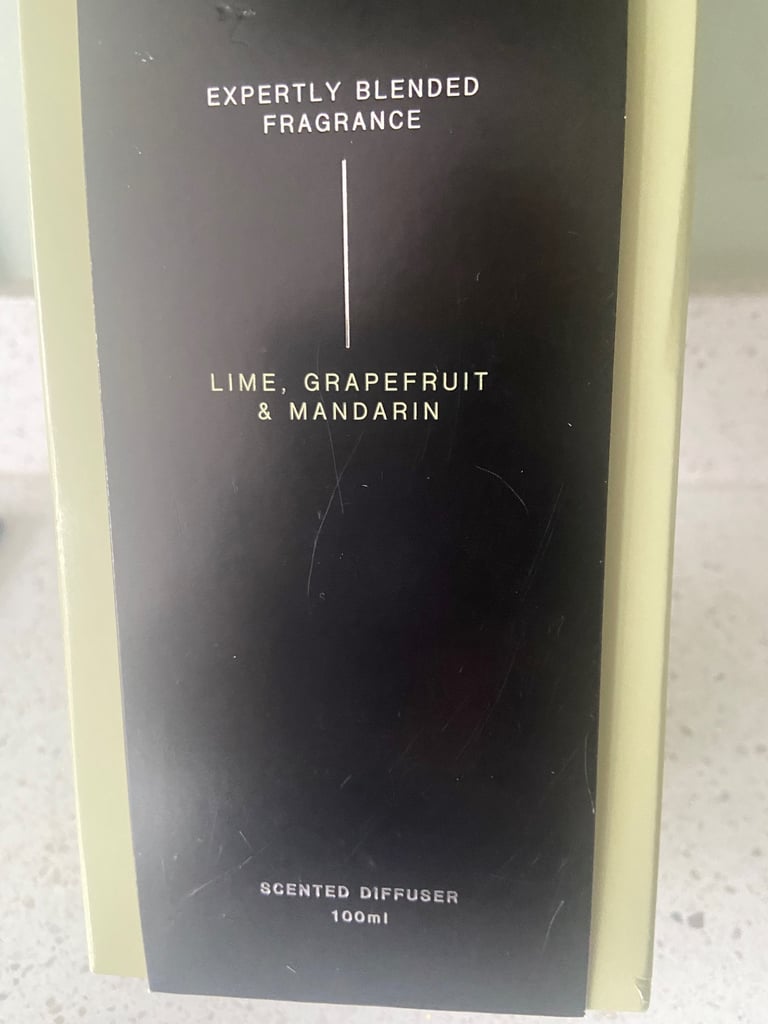 EXPERTLY BLENDED
FRAGRANCE
LIME, GRAPEFRUIT
& MANDARIN
SCENTED DIFFUSER
100ml